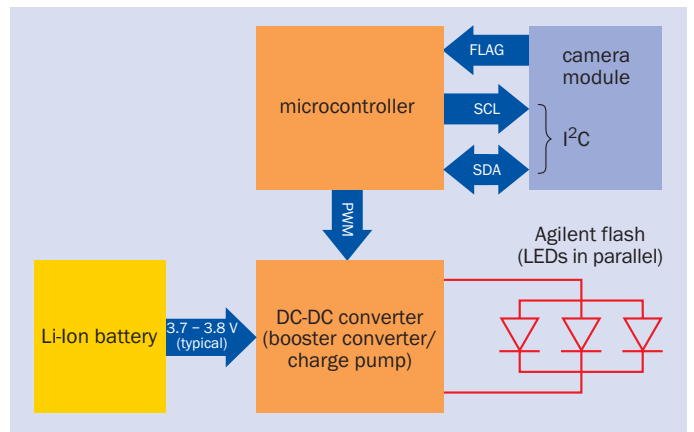 FLAG
camera
module
microcontroller
SCL
I²C
SDA
PWM
Agilent flash
(LEDs in parallel)
Li-Ion battery
3.7 – 3.8 V
(typical)
DC-DC converter
(booster converter/
charge pump)